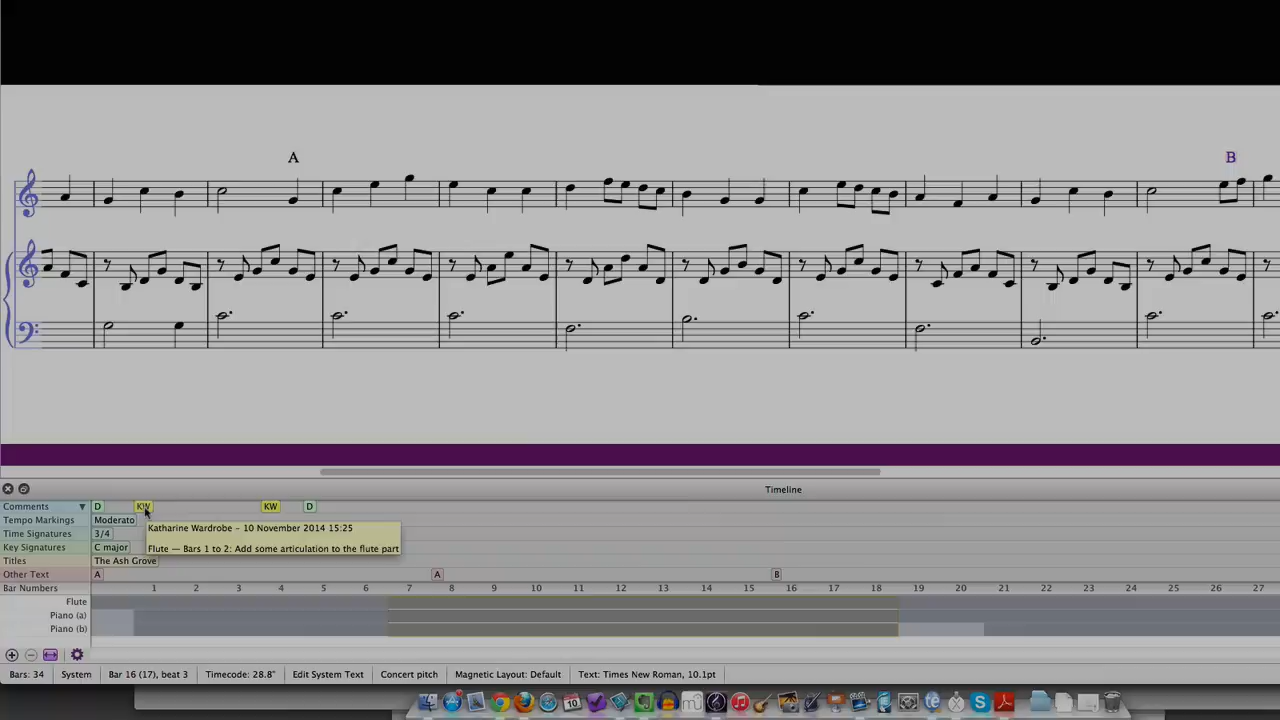 A B
Timeline
Comments D KW KW D
Tempo Markings Moderato
Katharine Wardrobe – 10 November 2014 15:25
Time Signatures 3/4
Key Signatures C major
Flute — Bars 1 to 2: Add some articulation to the flute part
Titles The Ash Grove
Other Text A A B
Bar Numbers 1 2 3 4 5 6 7 8 9 10 11 12 13 14 15 16 17 18 19 20 21 22 23 24 25 26 27
Flute
Piano (a)
Piano (b)
Bars: 34 System Bar 16 (17), beat 3 Timecode: 28.8" Edit System Text Concert pitch Magnetic Layout: Default Text: Times New Roman, 10.1pt
10
te